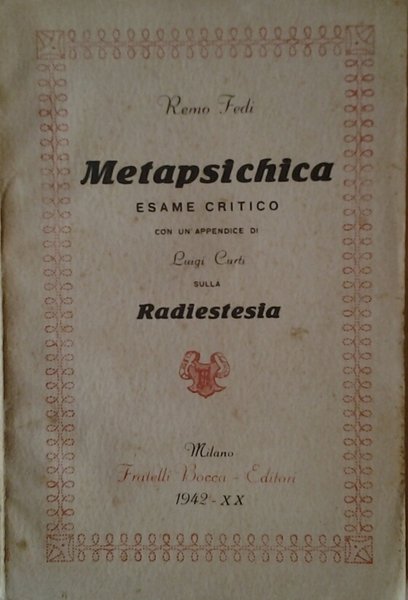 Remo Fedi
Metapsichica
ESAME CRITICO
CON UN'APPENDICE DI
Luigi Curti
SULLA
Radiestesia
Milano
Fratelli Bocca - Editori
1942-XX